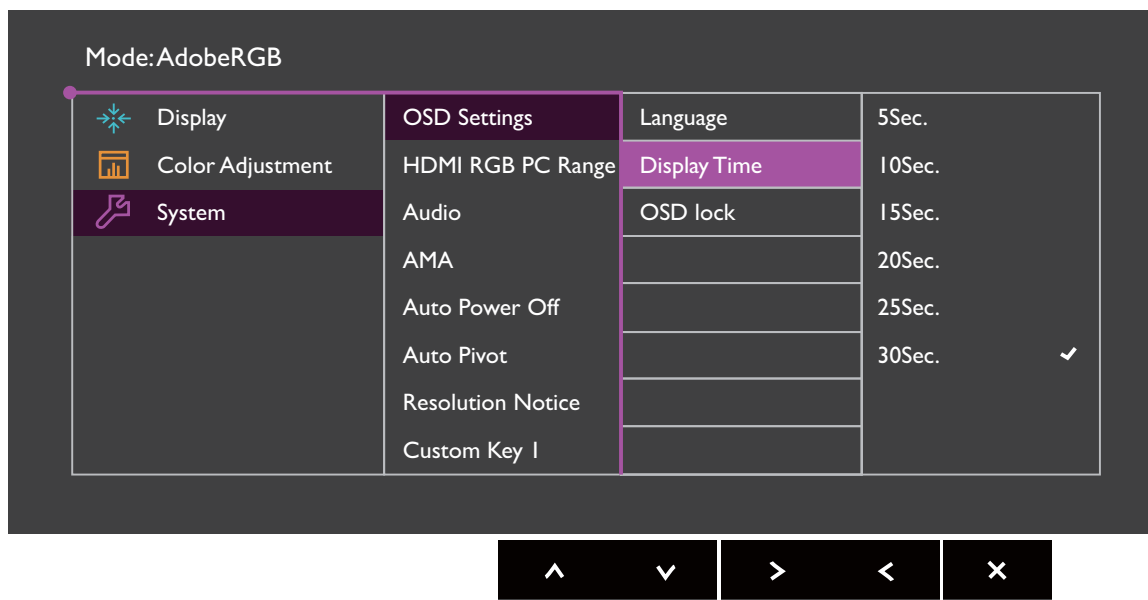 Mode: AdobeRGB
Display
Color Adjustment
System
OSD Settings
HDMI RGB PC Range
Audio
AMA
Auto Power Off
Auto Pivot
Resolution Notice
Custom Key 1
Language
Display Time
OSD lock
5Sec.
10Sec.
15Sec.
20Sec.
25Sec.
30Sec.